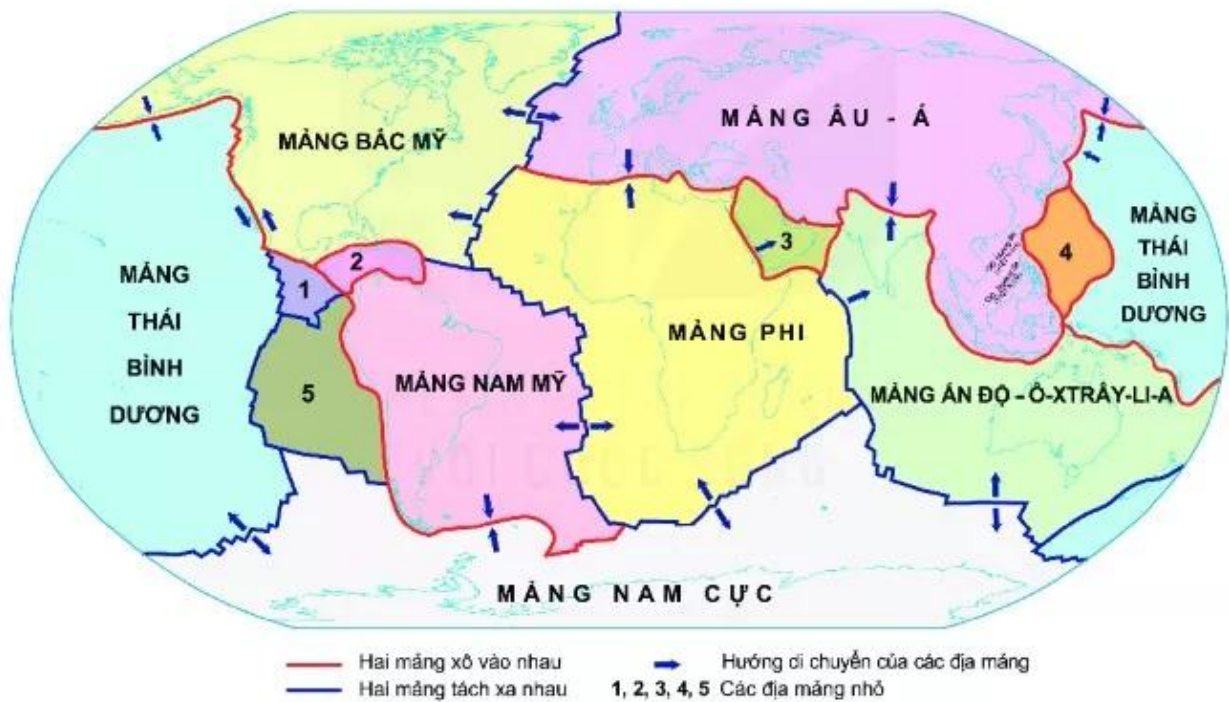 MẢNG BẮC MỸ
MẢNG ÂU - Á
MẢNG
THÁI
BÌNH
DƯƠNG
1
2
3
4
5
MẢNG NAM MỸ
MẢNG PHI
MẢNG
THÁI
BÌNH
DƯƠNG
MẢNG ẤN ĐỘ - Ô-XTRÂY-LI-A
MẢNG NAM CỰC
Hai mảng xô vào nhau
Hướng di chuyển của các địa mảng
Hai mảng tách xa nhau
1, 2, 3, 4, 5 Các địa mảng nhỏ